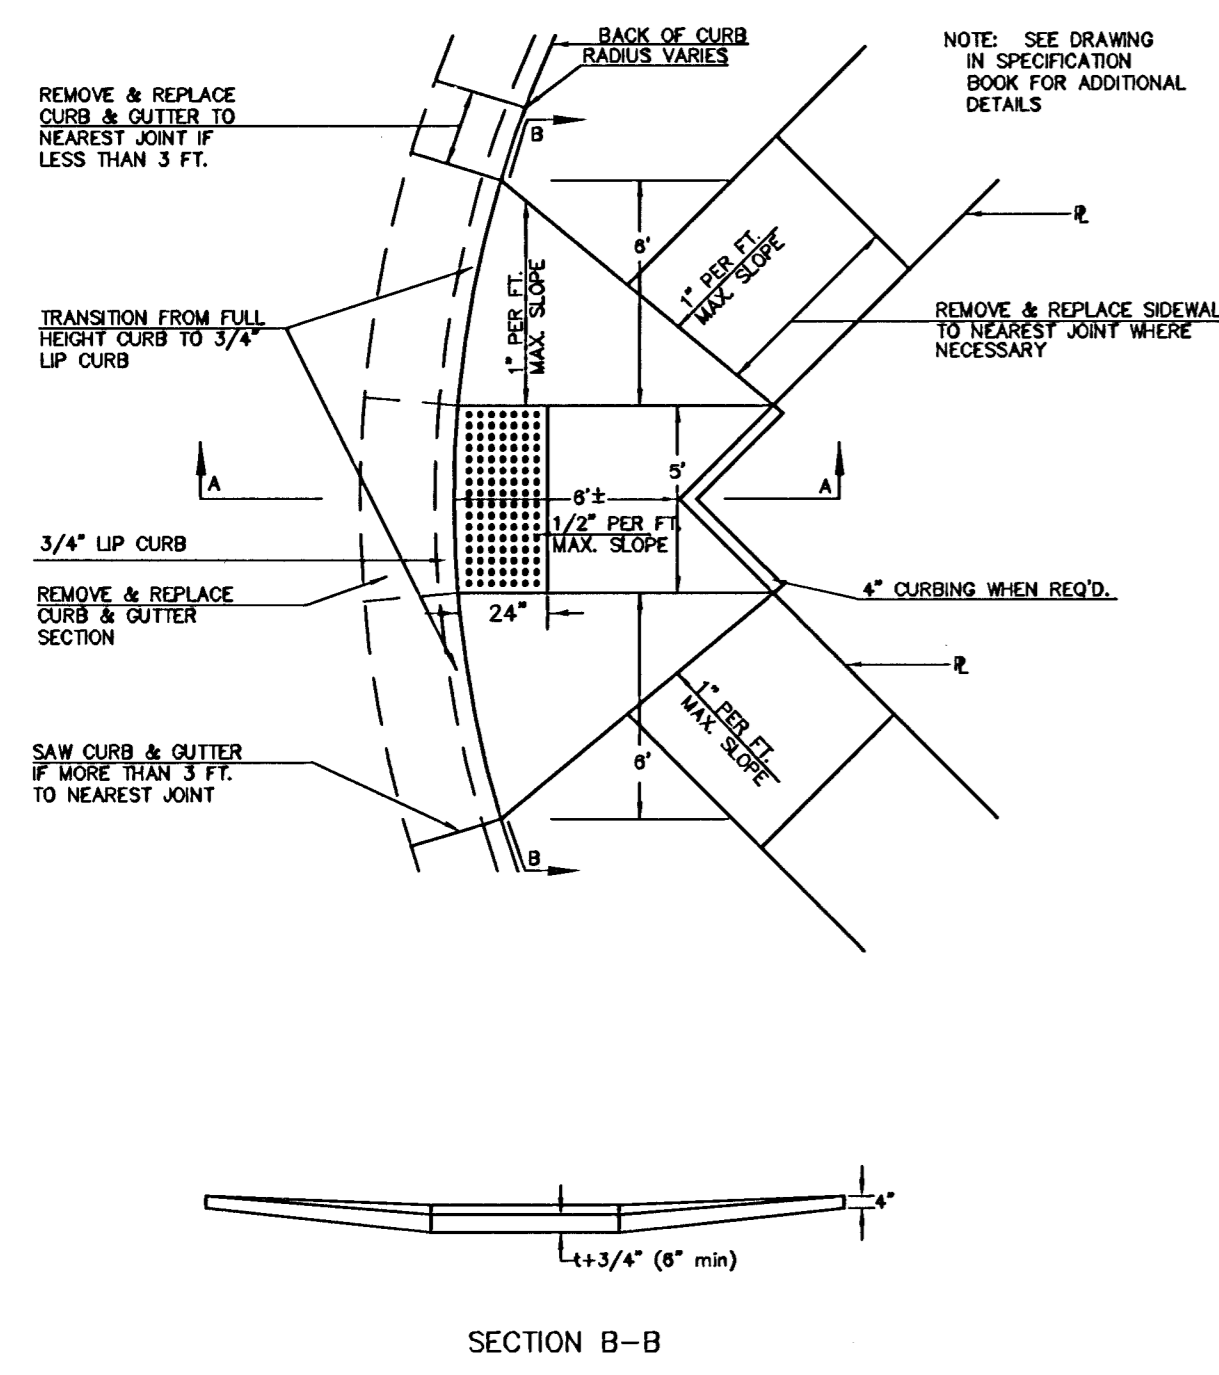 BACK OF CURB
RADIUS VARIES
NOTE: SEE DRAWING
IN SPECIFICATION
BOOK FOR ADDITIONAL
DETAILS
REMOVE & REPLACE
CURB & GUTTER TO
NEAREST JOINT IF
LESS THAN 3 FT.
B
6'
1" PER FT.
MAX. SLOPE
1" PER FT.
MAX. SLOPE
PL
TRANSITION FROM FULL
HEIGHT CURB TO 3/4"
LIP CURB
REMOVE & REPLACE SIDEWAL
TO NEAREST JOINT WHERE
NECESSARY
A
5'
6'±
A
1/2" PER FT.
MAX. SLOPE
3/4" LIP CURB
REMOVE & REPLACE
CURB & GUTTER
SECTION
24"
4" CURBING WHEN REQ'D.
PL
1" PER FT.
MAX. SLOPE
6'
SAW CURB & GUTTER
IF MORE THAN 3 FT.
TO NEAREST JOINT
B
4"
t+3/4" (6" min)
SECTION B-B